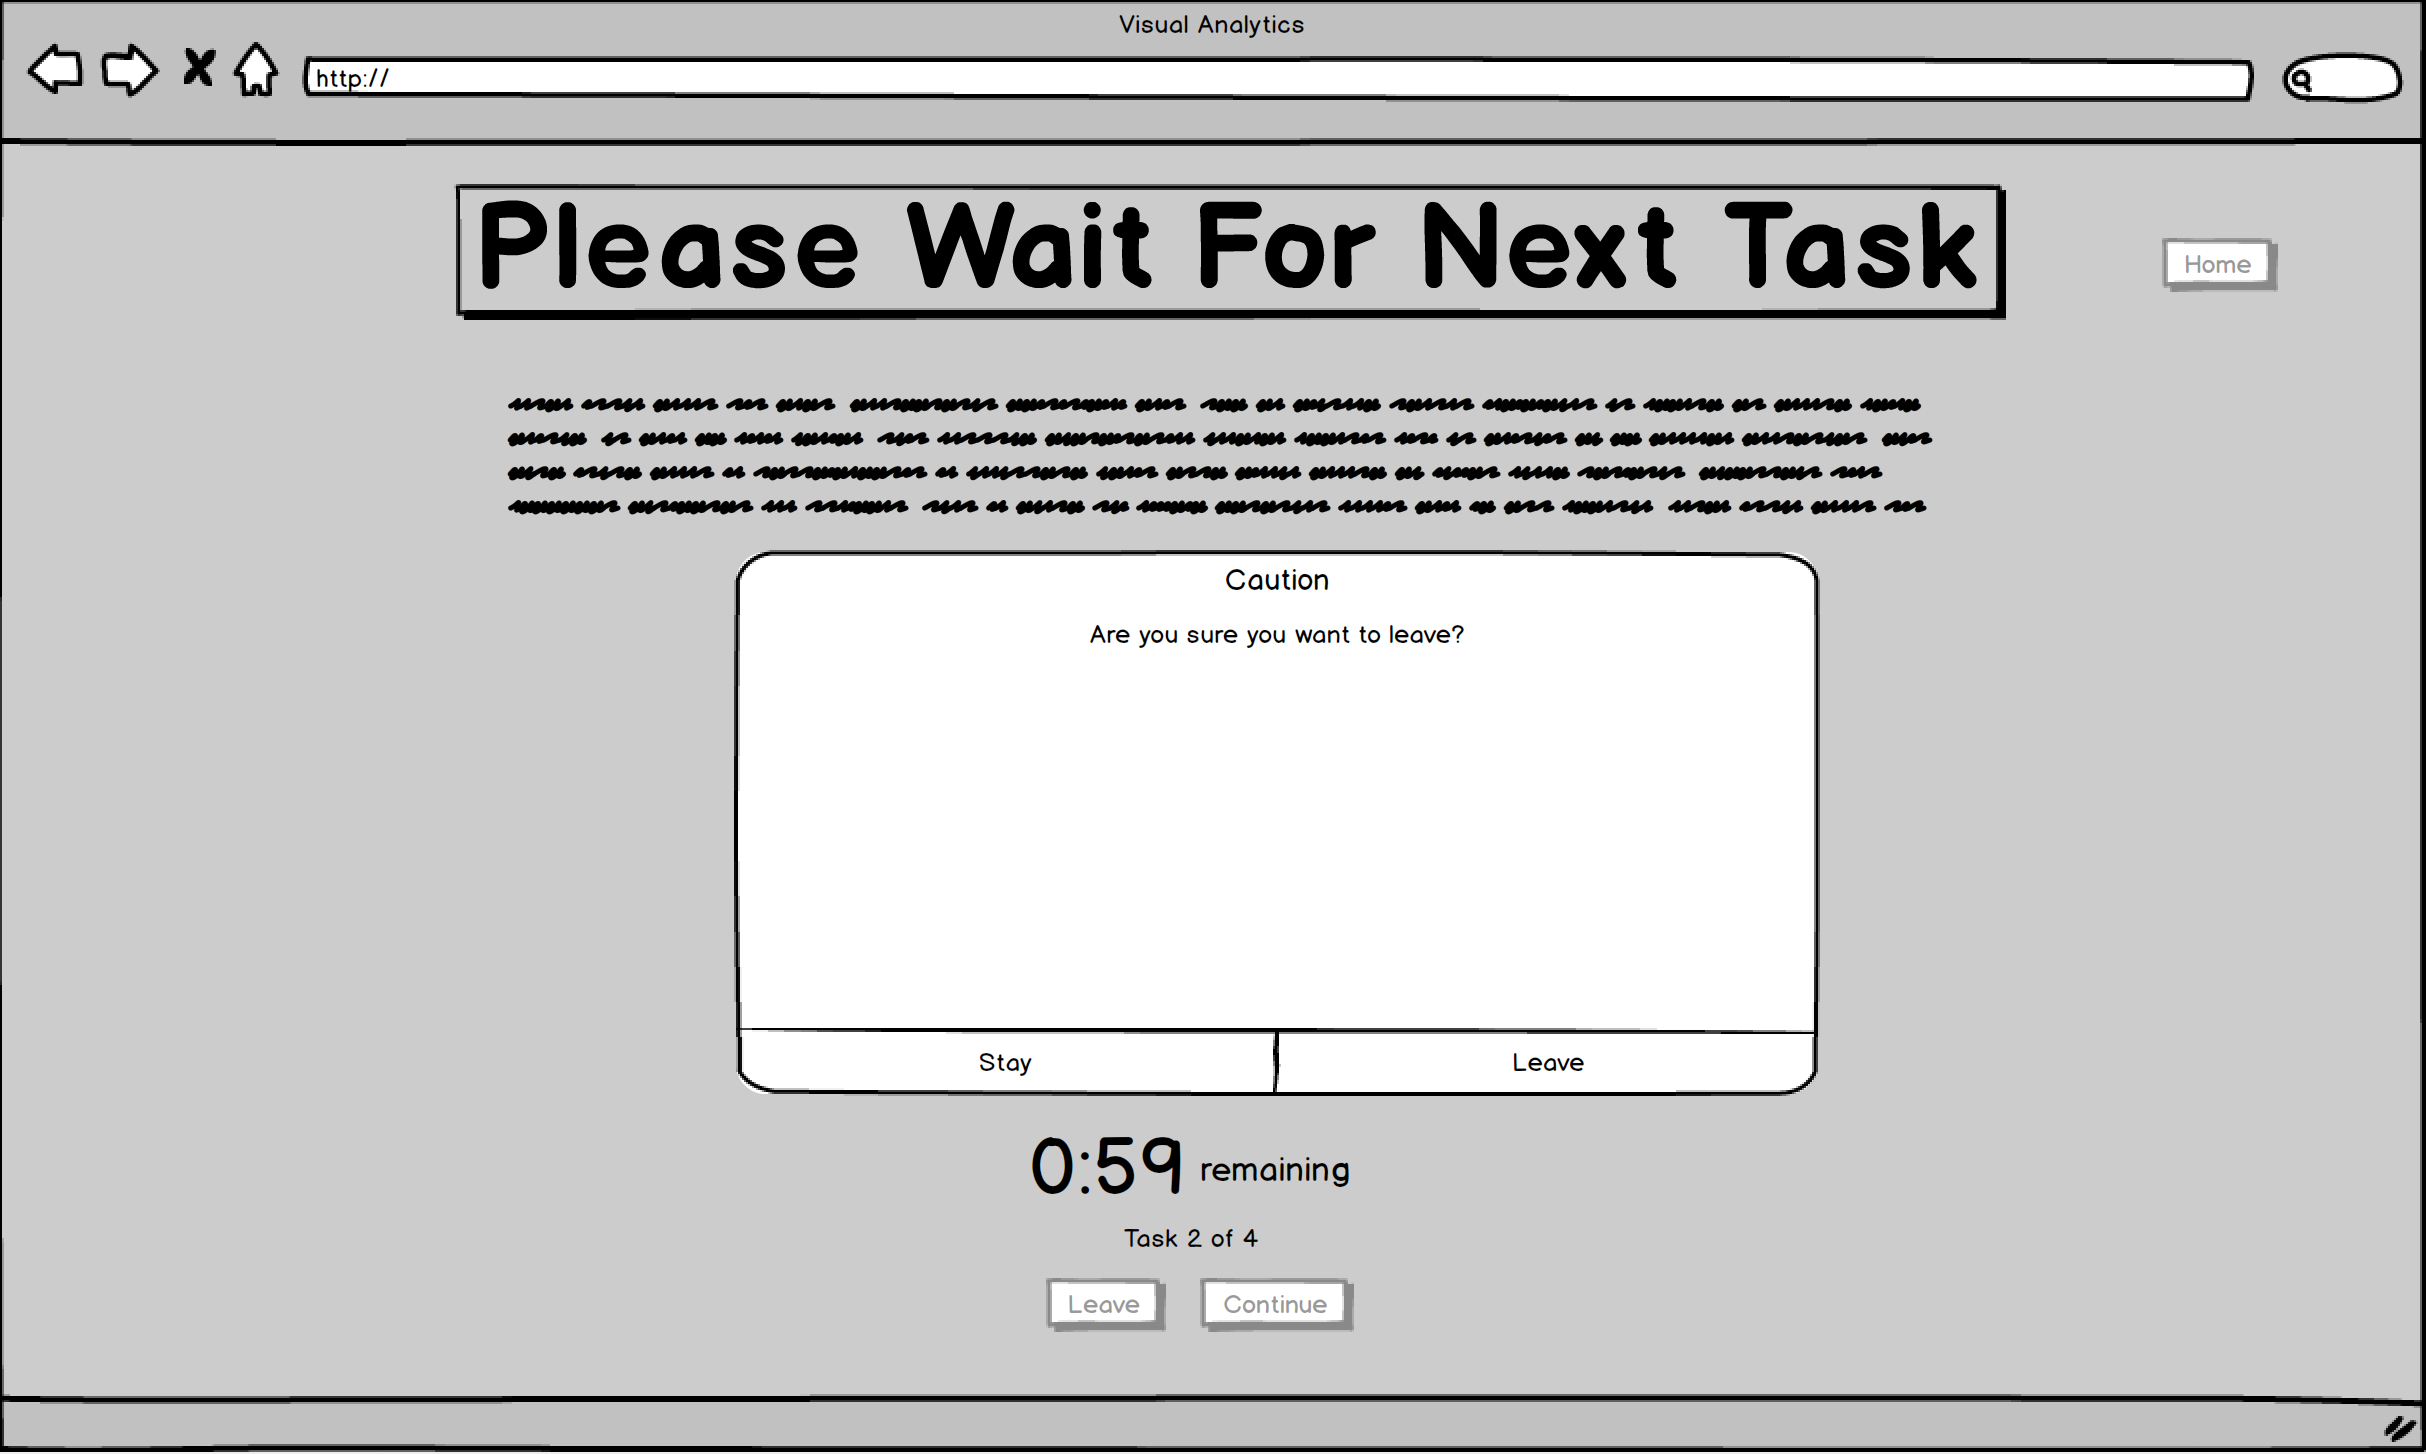 Visual Analytics
http://
Please Wait For Next Task
Home
Caution
Are you sure you want to leave?
Stay
Leave
0:59 remaining
Task 2 of 4
Leave
Continue